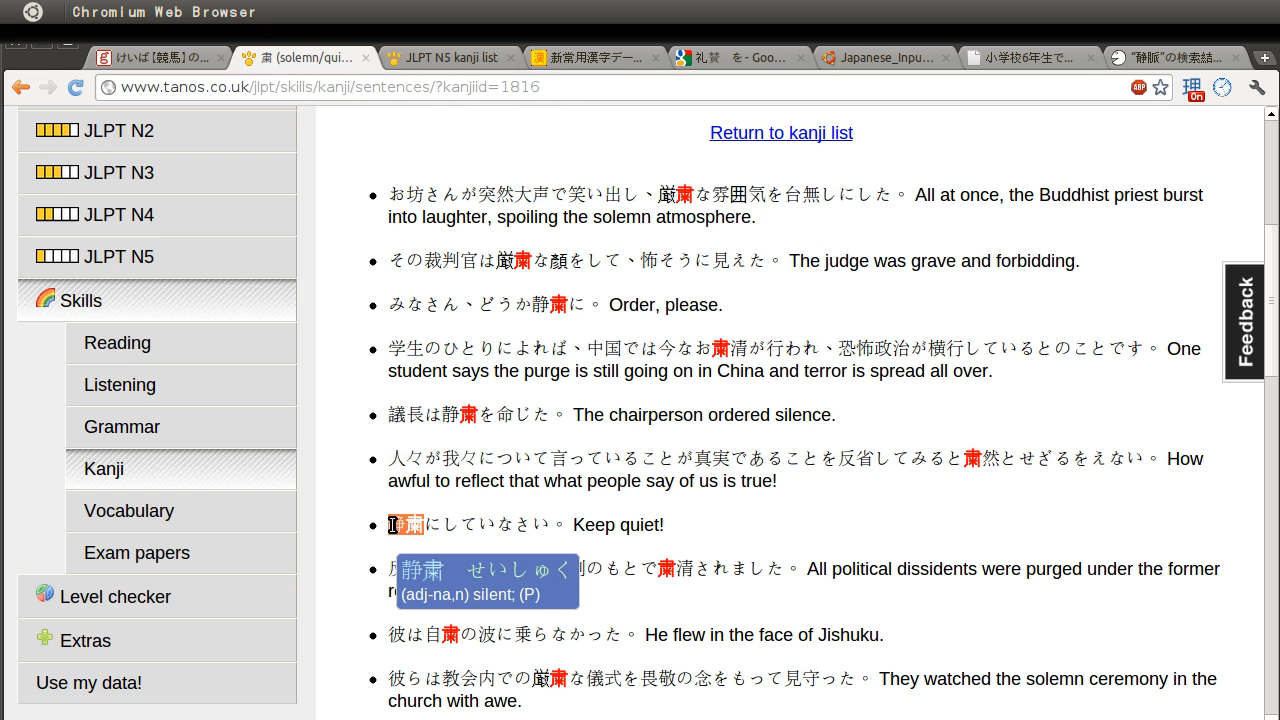 Chromium Web Browser
けいば【競馬】の...
粛 (solemn/qui...
JLPT N5 kanji list
新常用漢字デー...
礼賛 を - Goo...
Japanese_Inpu...
小学校6年生で...
"静脈"の検索結...
www.tanos.co.uk/jlpt/skills/kanji/sentences/?kanjiid=1816
ABP
理
On
JLPT N2
JLPT N3
JLPT N4
JLPT N5
Skills
Reading
Listening
Grammar
Kanji
Vocabulary
Exam papers
Level checker
Extras
Use my data!
Return to kanji list
お坊さんが突然大声で笑い出し、厳粛な雰囲気を台無しにした。 All at once, the Buddhist priest burst
into laughter, spoiling the solemn atmosphere.
その裁判官は厳粛な顔をして、怖そうに見えた。 The judge was grave and forbidding.
みなさん、どうか静粛に。 Order, please.
学生のひとりによれば、中国では今なお粛清が行われ、恐怖政治が横行しているとのことです。 One
student says the purge is still going on in China and terror is spread all over.
議長は静粛を命じた。 The chairperson ordered silence.
人々が我々について言っていることが真実であることを反省してみると粛然とせざるをえない。 How
awful to reflect that what people say of us is true!
静粛にしていなさい。 Keep quiet!
静粛 せいしゅく
(adj-na,n) silent; (P)
のもとで粛清されました。 All political dissidents were purged under the former
彼は自粛の波に乗らなかった。 He flew in the face of Jishuku.
彼らは教会内での厳粛な儀式を畏敬の念をもって見守った。 They watched the solemn ceremony in the
church with awe.
Feedback